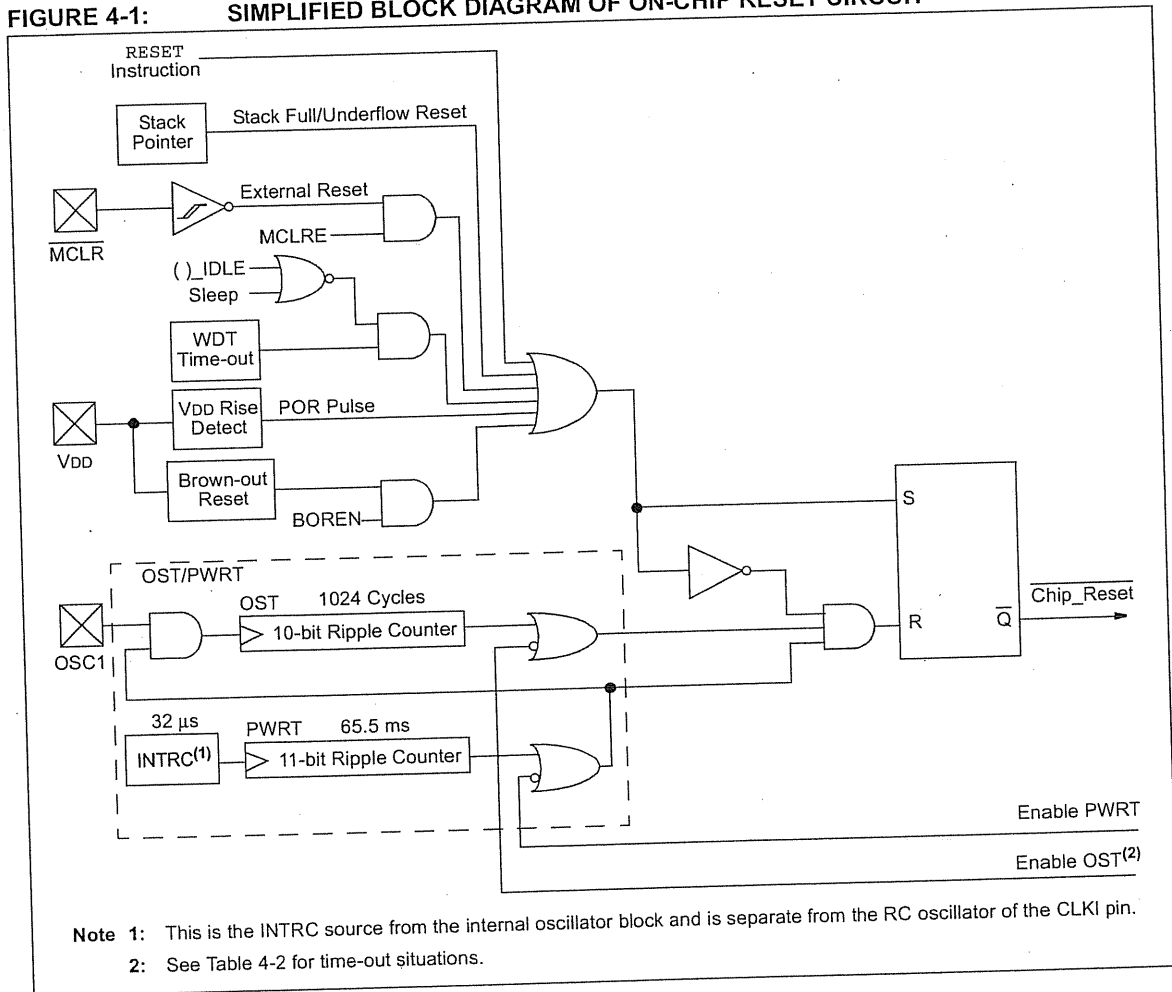 FIGURE 4-1: SIMPLIFIED BLOCK DIAGRAM OF ON-CHIP RESET CIRCUIT
RESET
Instruction
Stack
Pointer
Stack Full/Underflow Reset
External Reset
MCLRE
MCLR
( )_IDLE
Sleep
WDT
Time-out
VDD Rise
Detect
POR Pulse
VDD
Brown-out
Reset
BOREN
S
OST/PWRT
OST 1024 Cycles
10-bit Ripple Counter
OSC1
R
Q
Chip_Reset
32 μs
INTRC(1)
PWRT 65.5 ms
11-bit Ripple Counter
Enable PWRT
Enable OST(2)
Note 1: This is the INTRC source from the internal oscillator block and is separate from the RC oscillator of the CLKI pin.
2: See Table 4-2 for time-out situations.